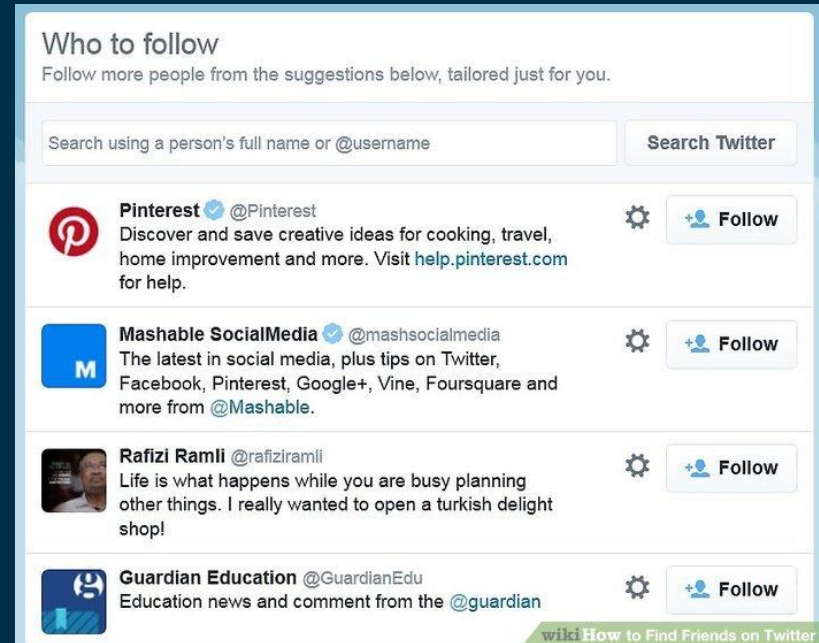 Who to follow
Follow more people from the suggestions below, tailored just for you.
Search using a person's full name or @username
Search Twitter
Pinterest @Pinterest
Discover and save creative ideas for cooking, travel,
home improvement and more. Visit help.pinterest.com
for help.
Follow
M
Mashable SocialMedia @mashsocialmedia
The latest in social media, plus tips on Twitter,
Facebook, Pinterest, Google+, Vine, Foursquare and
more from @Mashable.
Follow
Rafizi Ramli @rafiziramli
Life is what happens while you are busy planning
other things. I really wanted to open a turkish delight
shop!
Follow
g
Guardian Education @GuardianEdu
Education news and comment from the @guardian
Follow
wikiHow to Find Friends on Twitter